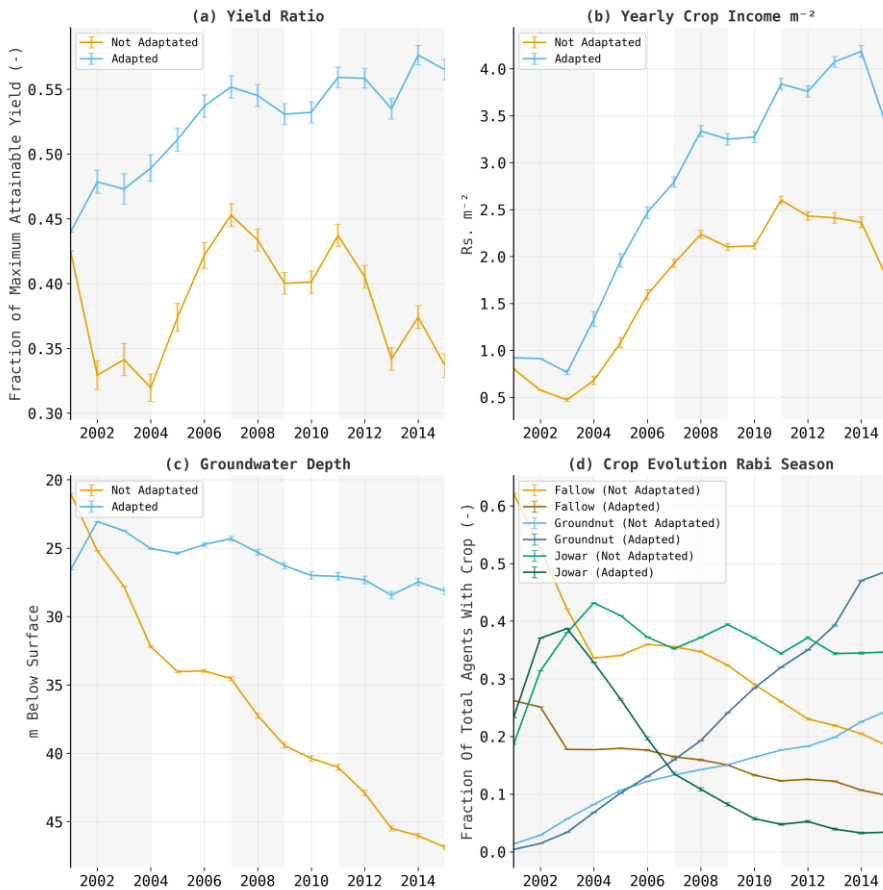 (a) Yield Ratio
Fraction of Maximum Attainable Yield (-)
Not Adaptated
Adapted
0.55
0.50
0.45
0.40
0.35
0.30
2002 2004 2006 2008 2010 2012 2014
(b) Yearly Crop Income m⁻²
Rs. m⁻²
Not Adaptated
Adapted
4.0
3.5
3.0
2.5
2.0
1.5
1.0
0.5
2002 2004 2006 2008 2010 2012 2014
(c) Groundwater Depth
m Below Surface
Not Adaptated
Adapted
20
25
30
35
40
45
2002 2004 2006 2008 2010 2012 2014
(d) Crop Evolution Rabi Season
Fraction Of Total Agents With Crop (-)
Fallow (Not Adaptated)
Fallow (Adapted)
Groundnut (Not Adaptated)
Groundnut (Adapted)
Jowar (Not Adaptated)
Jowar (Adapted)
0.6
0.5
0.4
0.3
0.2
0.1
0.0
2002 2004 2006 2008 2010 2012 2014